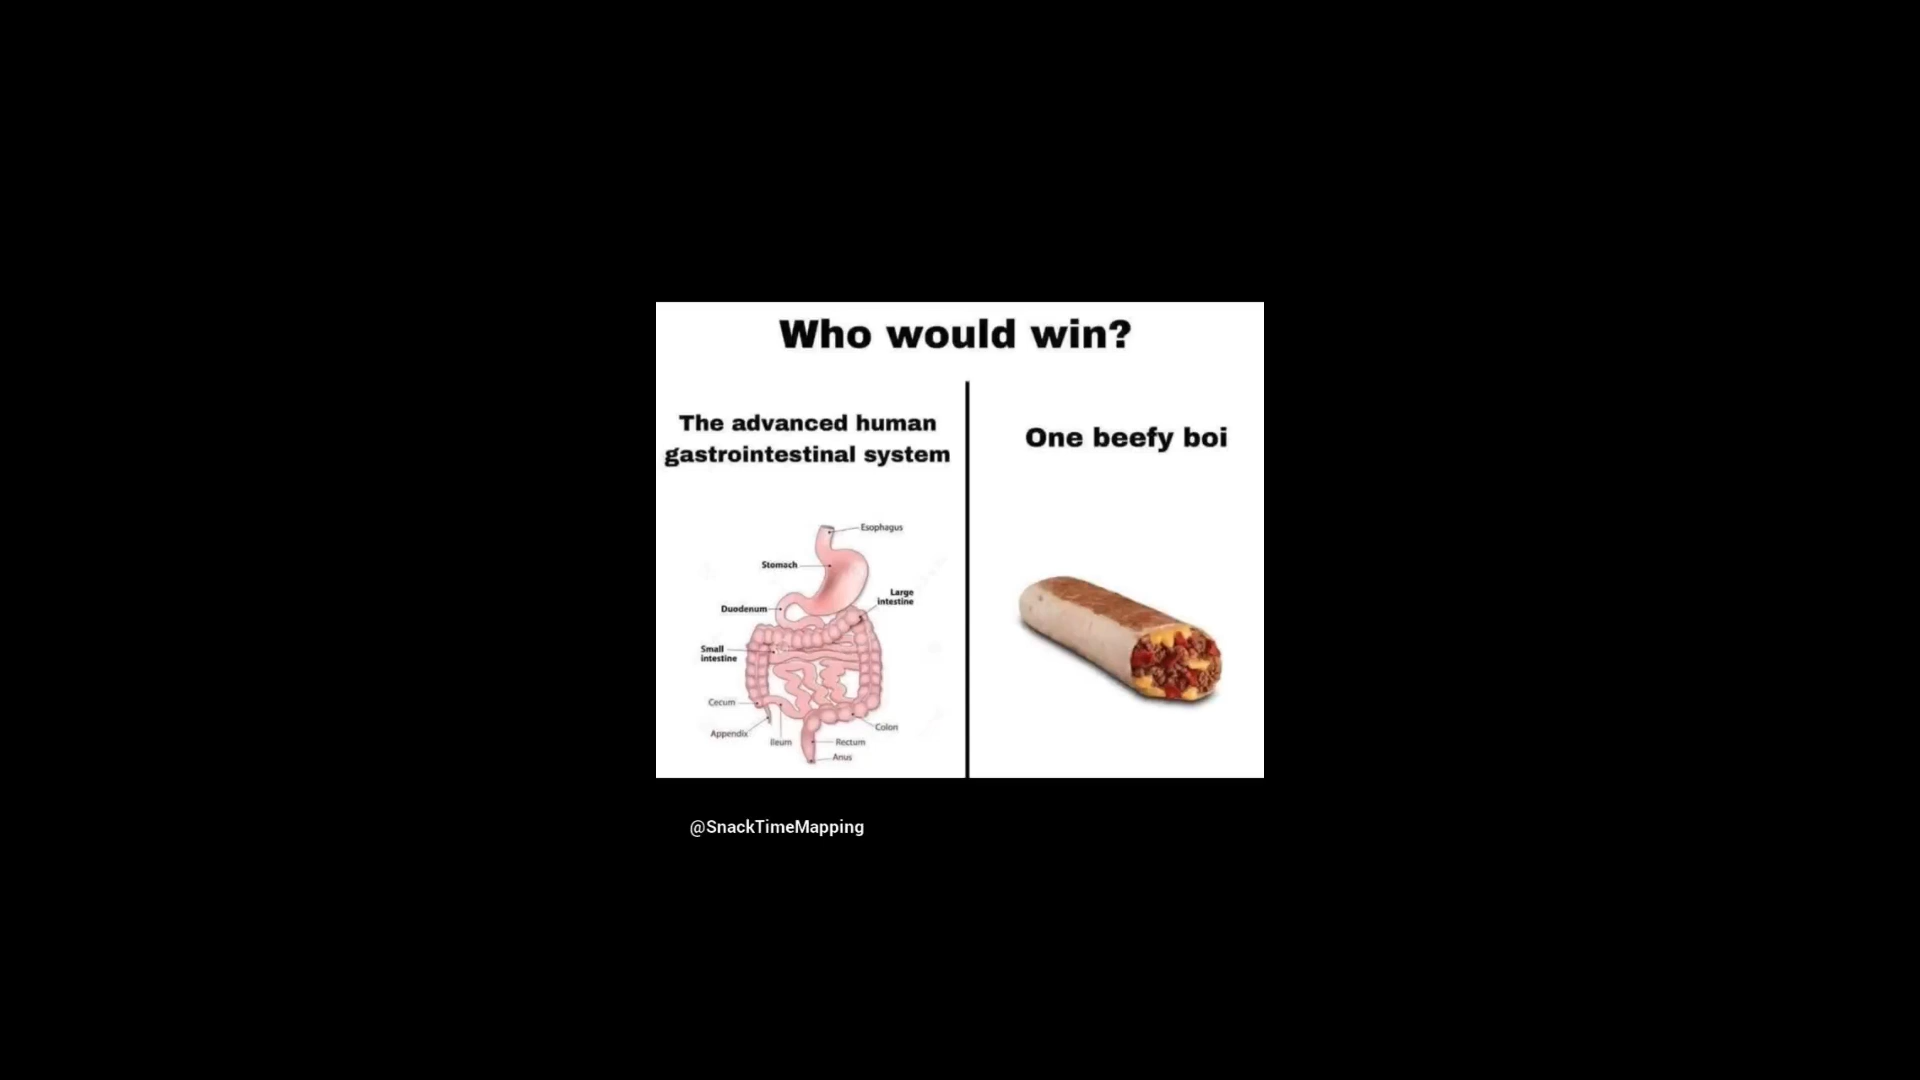 Who would win?
The advanced human
gastrointestinal system
One beefy boi
Esophagus
Stomach
Large
intestine
Duodenum
Small
intestine
Cecum
Colon
Appendix
Ileum
Rectum
Anus
@SnackTimeMapping